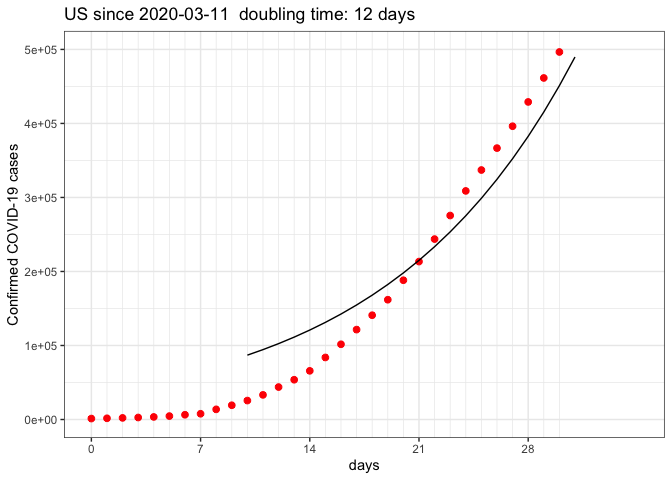 US since 2020-03-11  doubling time: 12 days
Confirmed COVID-19 cases
5e+05
4e+05
3e+05
2e+05
1e+05
0e+00
0 7 14 21 28
days